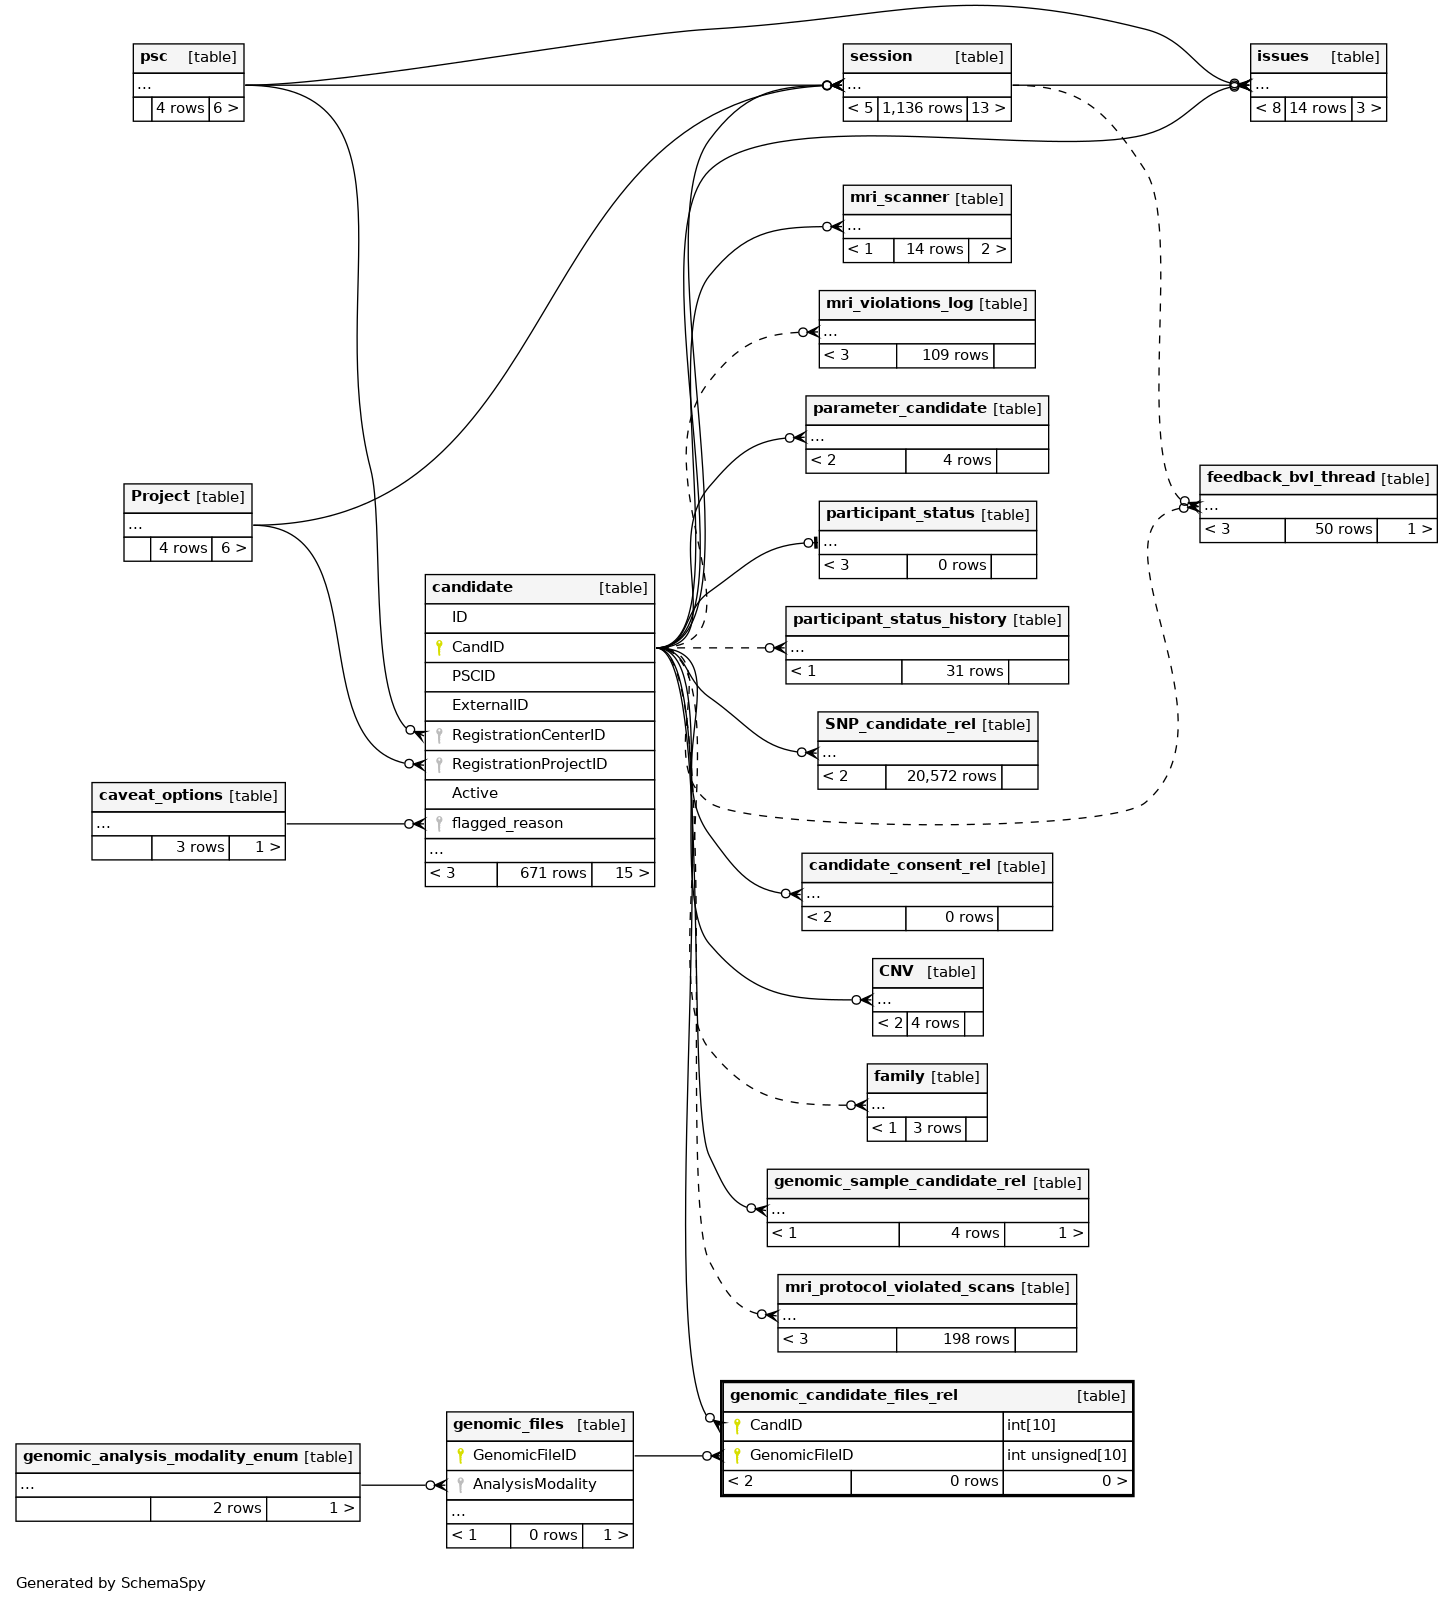 psc [table]
...
4 rows 6 >
session [table]
...
< 5 1,136 rows 13 >
issues [table]
...
< 8 14 rows 3 >
mri_scanner [table]
...
< 1 14 rows 2 >
mri_violations_log [table]
...
< 3 109 rows
parameter_candidate [table]
...
< 2 4 rows
feedback_bvl_thread [table]
...
< 3 50 rows 1 >
Project [table]
...
4 rows 6 >
participant_status [table]
...
< 3 0 rows
candidate [table]
ID
CandID
PSCID
ExternalID
RegistrationCenterID
RegistrationProjectID
Active
flagged_reason
...
< 3 671 rows 15 >
participant_status_history [table]
...
< 1 31 rows
SNP_candidate_rel [table]
...
< 2 20,572 rows
caveat_options [table]
...
3 rows 1 >
candidate_consent_rel [table]
...
< 2 0 rows
CNV [table]
...
< 2 4 rows
family [table]
...
< 1 3 rows
genomic_sample_candidate_rel [table]
...
< 1 4 rows 1 >
mri_protocol_violated_scans [table]
...
< 3 198 rows
genomic_candidate_files_rel [table]
CandID int[10]
GenomicFileID int unsigned[10]
< 2 0 rows 0 >
genomic_files [table]
GenomicFileID
AnalysisModality
...
< 1 0 rows 1 >
genomic_analysis_modality_enum [table]
...
2 rows 1 >
Generated by SchemaSpy